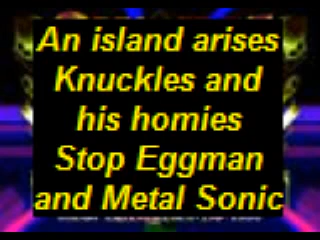 An island arises
Knuckles and
his homies
Stop Eggman
and Metal Sonic